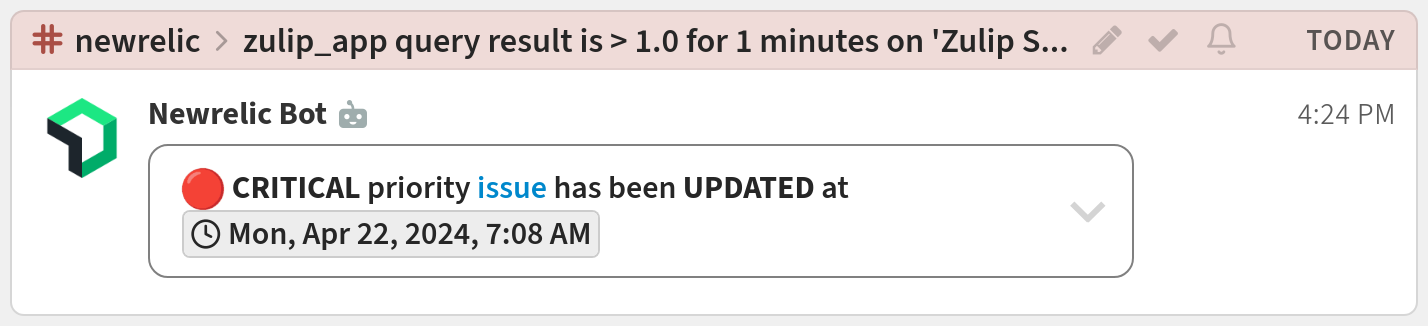 # newrelic > zulip_app query result is > 1.0 for 1 minutes on 'Zulip S... TODAY
Newrelic Bot 4:24 PM
CRITICAL priority issue has been UPDATED at
Mon, Apr 22, 2024, 7:08 AM